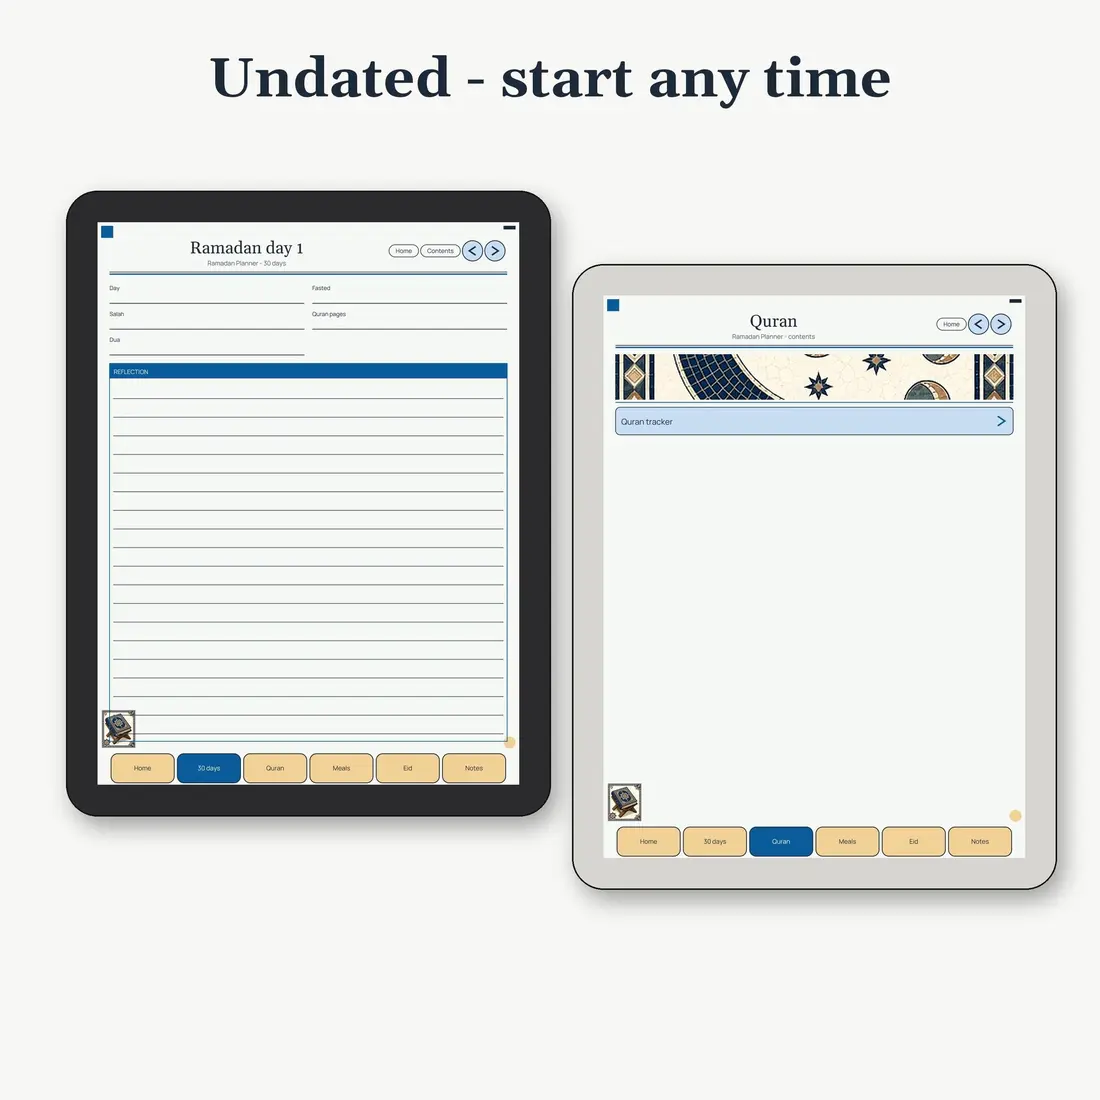 Undated - start any time
Ramadan day 1
Ramadan Planner - 30 days
Home
Contents
Day
Fasted
Salah
Quran pages
Dua
REFLECTION
Home
30 days
Quran
Meals
Eid
Notes
Quran
Ramadan Planner - contents
Home
Quran tracker
Home
30 days
Quran
Meals
Eid
Notes